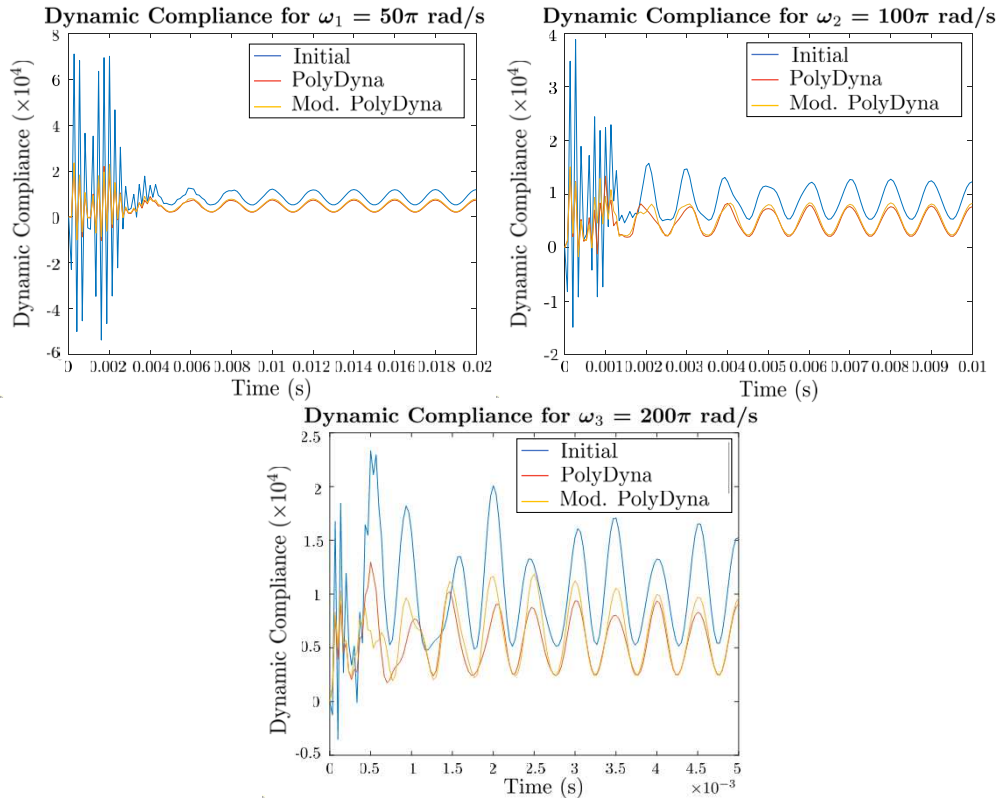 Dynamic Compliance for ω₁ = 50π rad/s
Dynamic Compliance (×10⁴)
8
6
4
2
0
-2
-4
-6
Initial
PolyDyna
Mod. PolyDyna
0 0.002 0.004 0.006 0.008 0.01 0.012 0.014 0.016 0.018 0.02
Time (s)
Dynamic Compliance for ω₂ = 100π rad/s
Dynamic Compliance (×10⁴)
4
3
2
1
0
-1
-2
Initial
PolyDyna
Mod. PolyDyna
0 0.001 0.002 0.003 0.004 0.005 0.006 0.007 0.008 0.009 0.01
Time (s)
Dynamic Compliance for ω₃ = 200π rad/s
Dynamic Compliance (×10⁴)
2.5
2
1.5
1
0.5
0
-0.5
Initial
PolyDyna
Mod. PolyDyna
0 0.5 1 1.5 2 2.5 3 3.5 4 4.5 5
Time (s)
×10⁻³